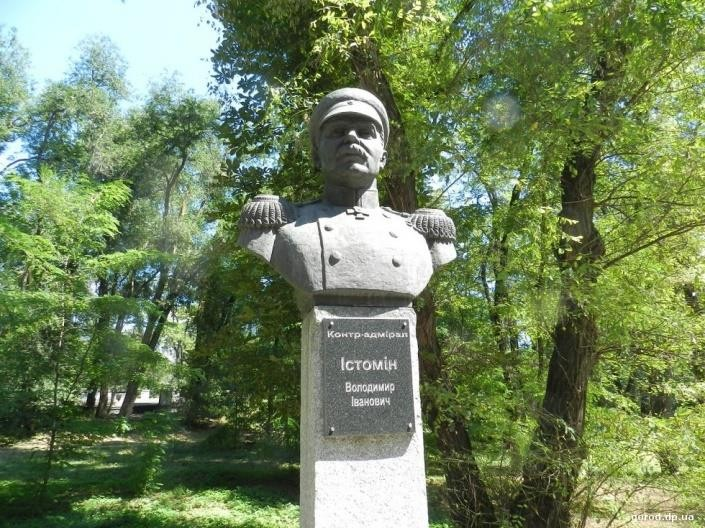 Контр-адмірал
Істомін
Володимир
Іванович
gorod.dp.ua